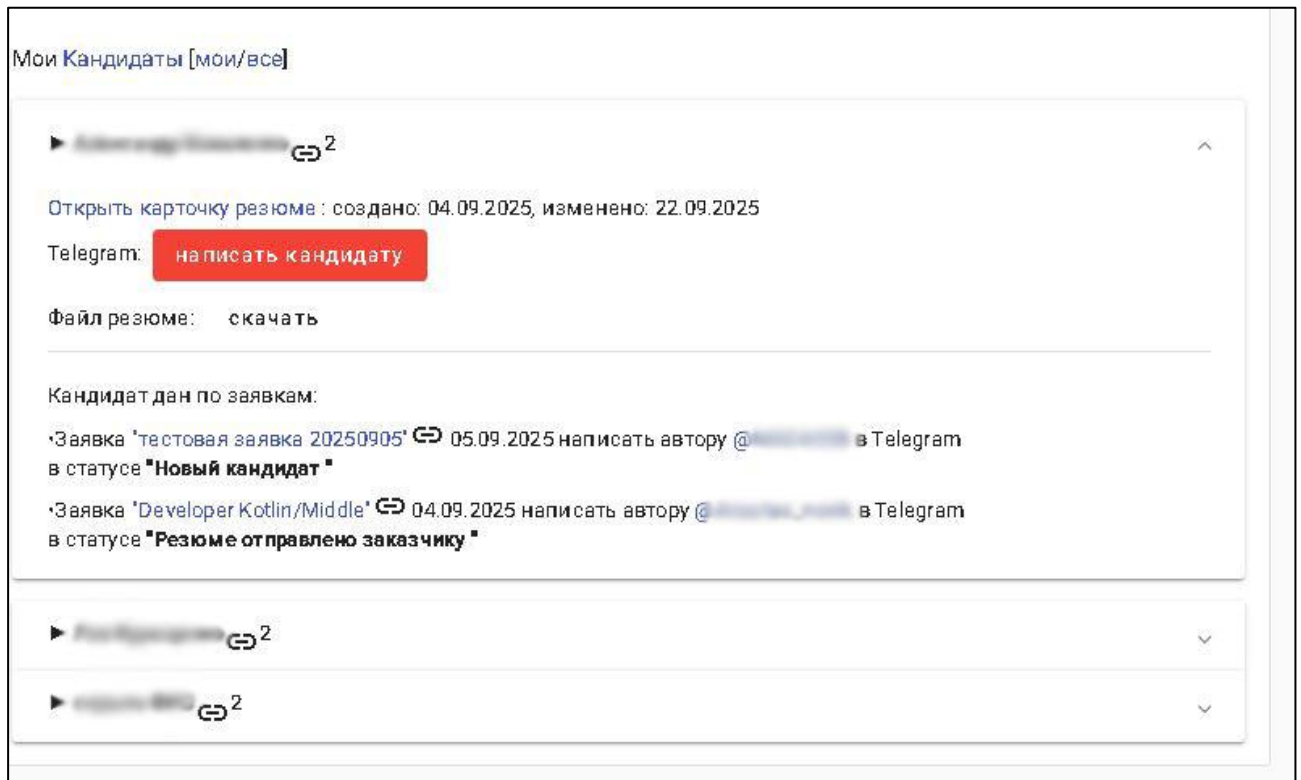 Мои Кандидаты [мои/все]
2
Открыть карточку резюме : создано: 04.09.2025, изменено: 22.09.2025
Telegram: написать кандидату
Файл резюме: скачать
Кандидат дан по заявкам:
•Заявка 'тестовая заявка 20250905' 05.09.2025 написать автору @ в Telegram
в статусе "Новый кандидат "
•Заявка 'Developer Kotlin/Middle' 04.09.2025 написать автору @ в Telegram
в статусе "Резюме отправлено заказчику "
2
2